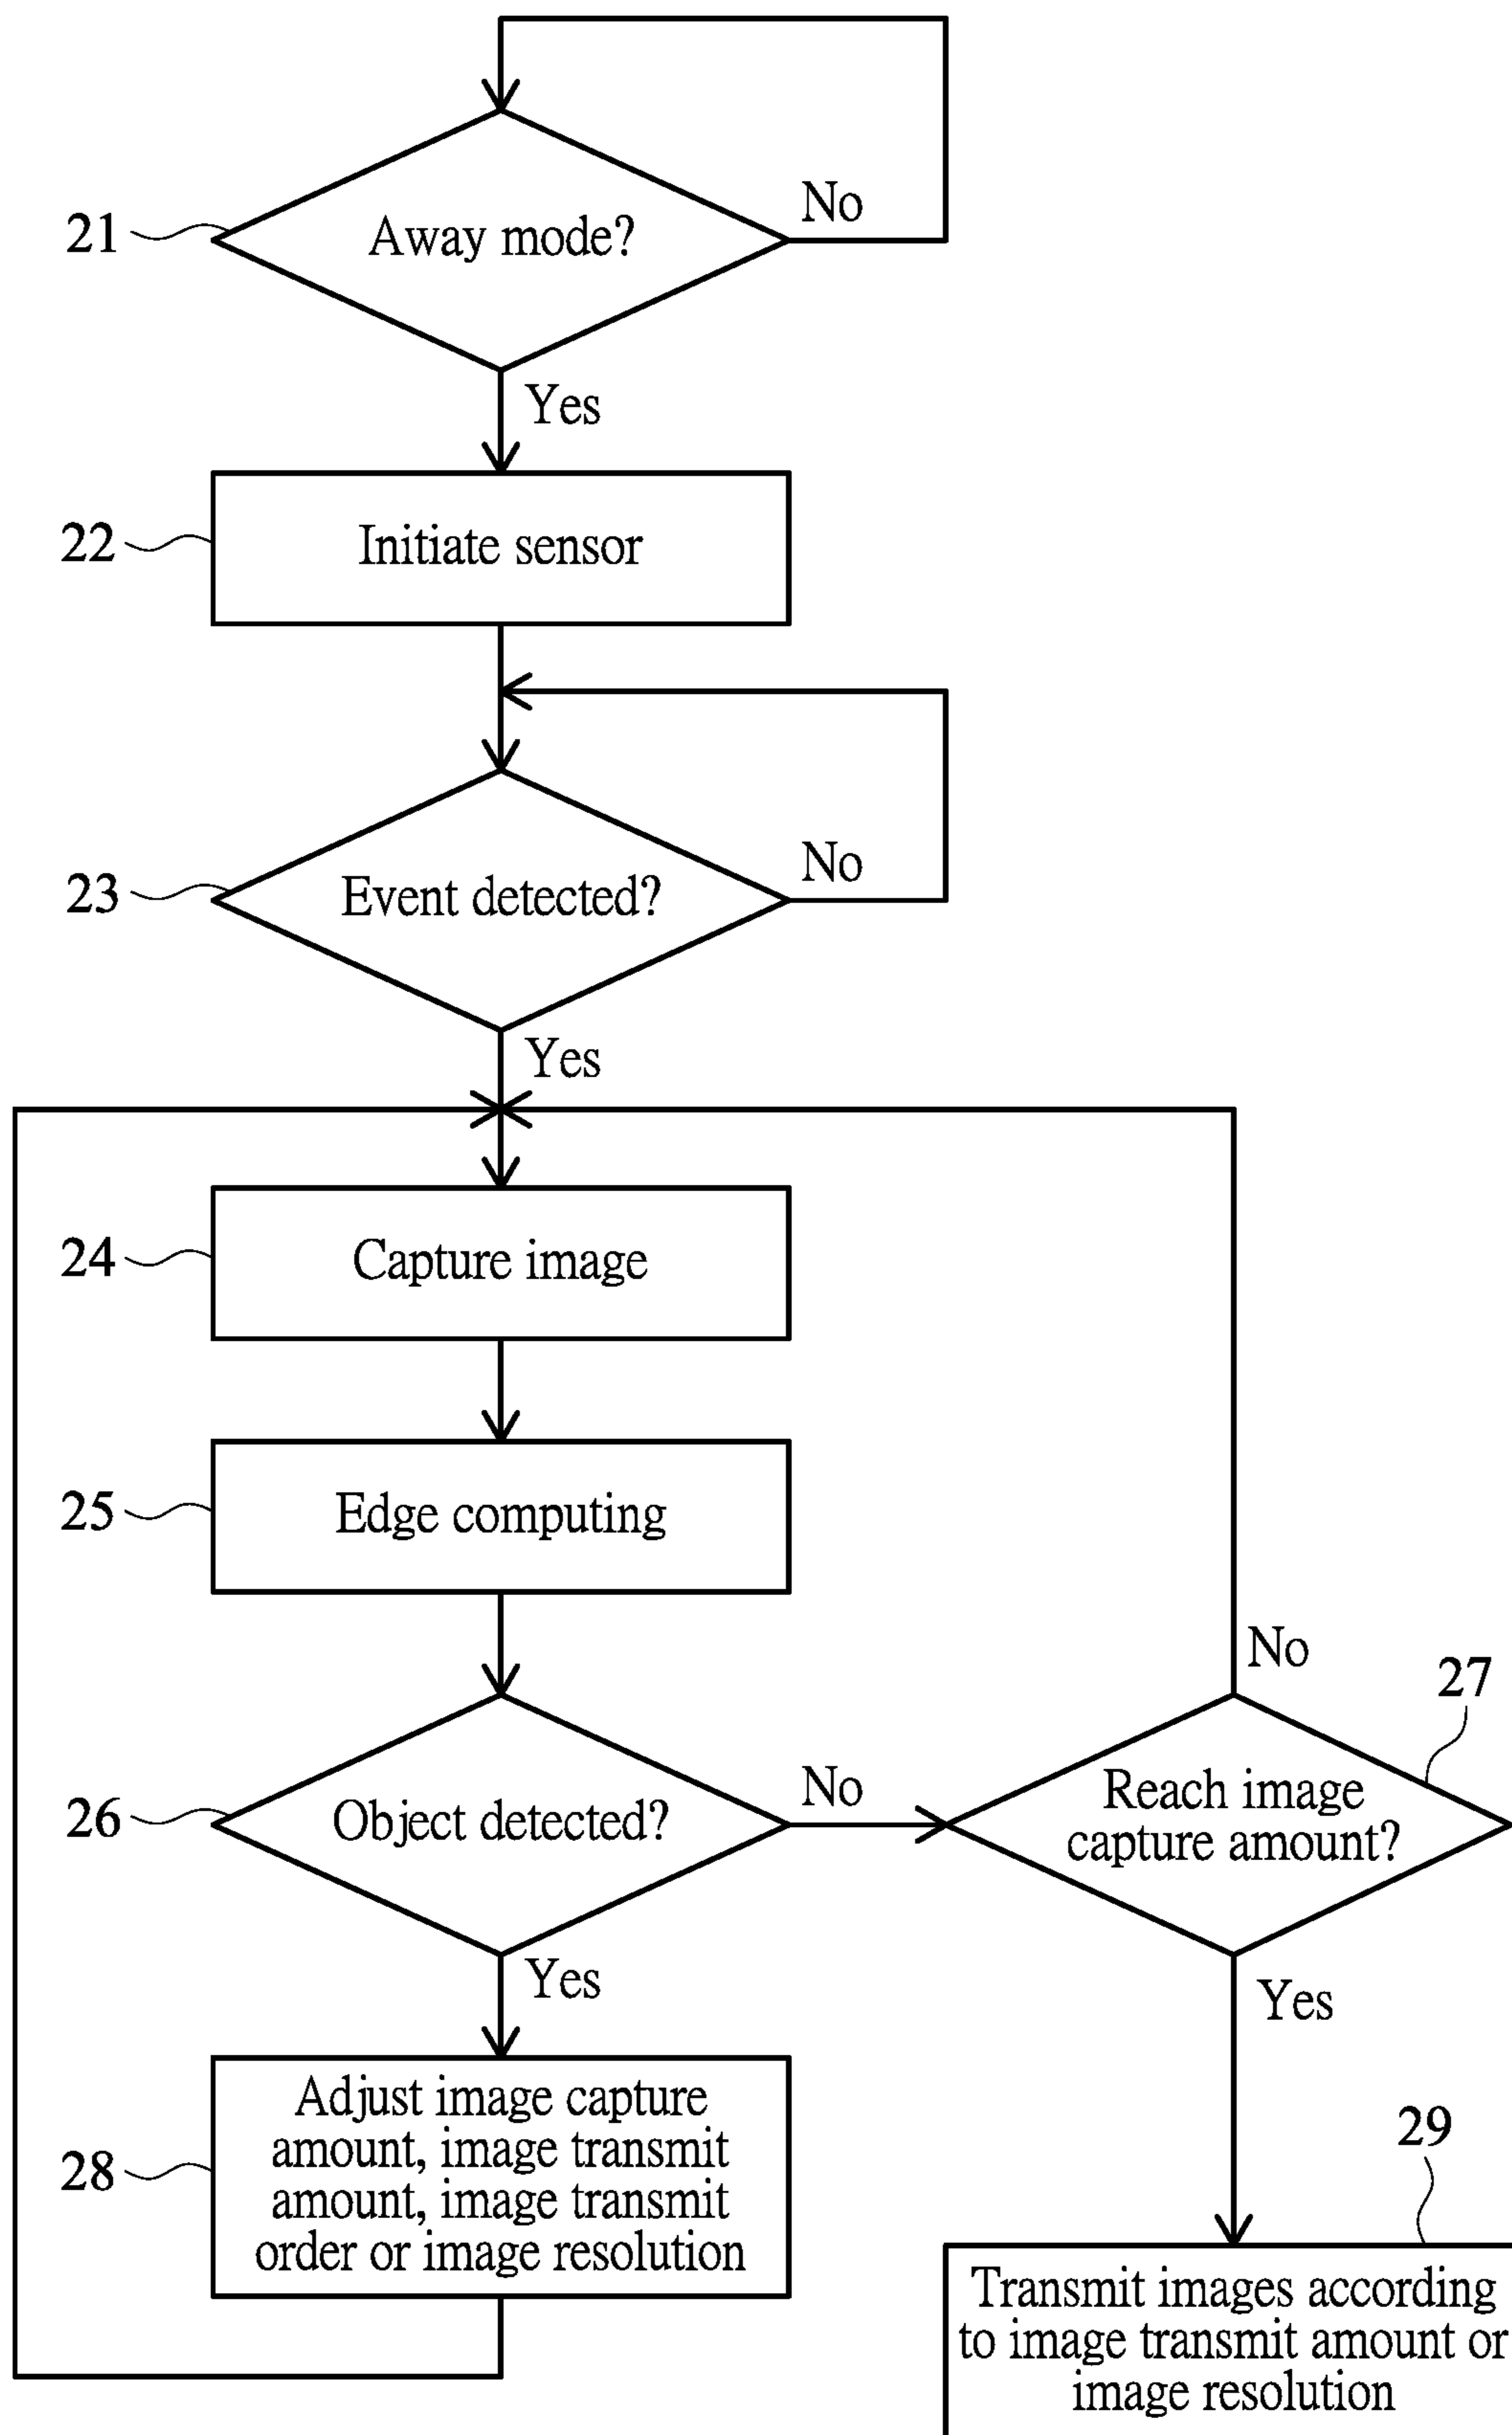 No
21
Away mode?
Yes
22
Initiate sensor
No
23
Event detected?
Yes
24
Capture image
25
Edge computing
No
27
26
Object detected?
No
Reach image
capture amount?
Yes
Yes
28
Adjust image capture
amount, image transmit
amount, image transmit
order or image resolution
29
Transmit images according
to image transmit amount or
image resolution